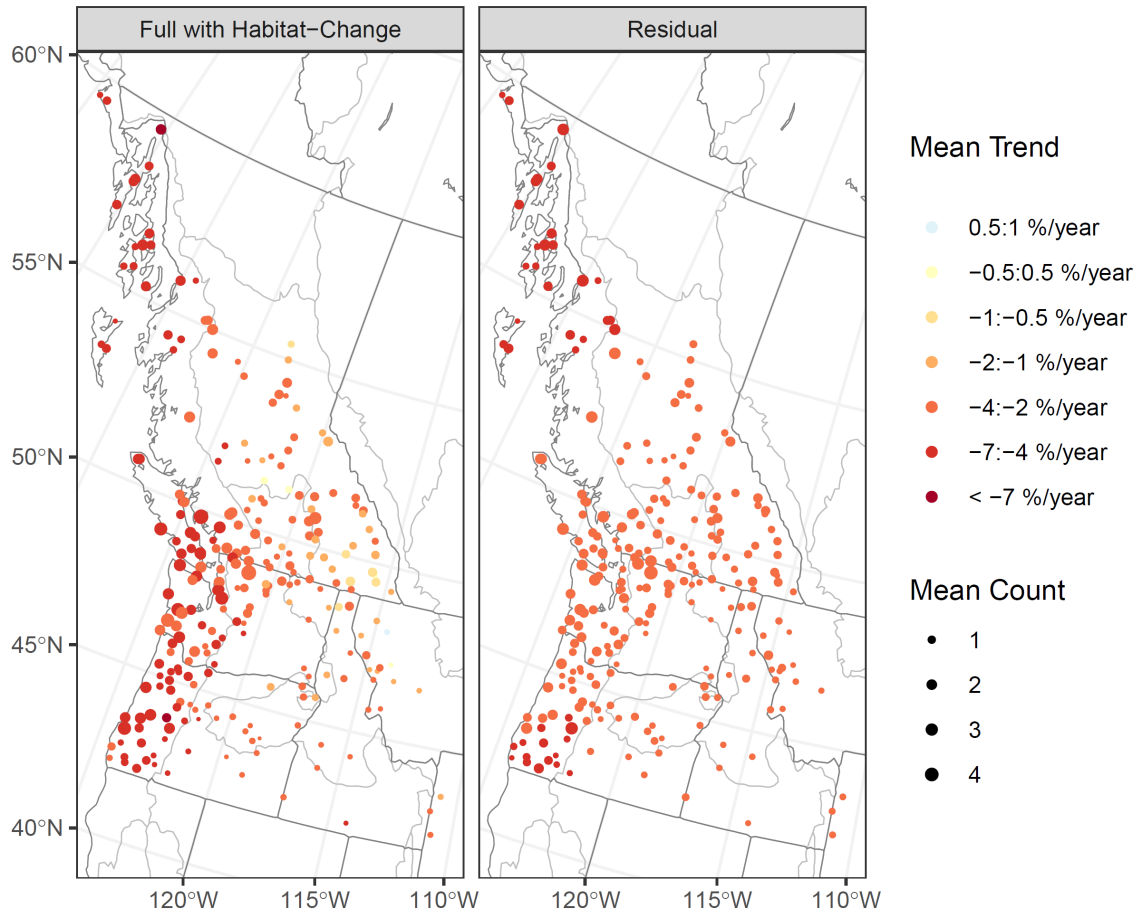 Full with Habitat−Change
Residual
60°N
55°N
50°N
45°N
40°N
120°W
115°W
110°W
120°W
115°W
110°W
Mean Trend
0.5:1 %/year
−0.5:0.5 %/year
−1:−0.5 %/year
−2:−1 %/year
−4:−2 %/year
−7:−4 %/year
< −7 %/year
Mean Count
1
2
3
4